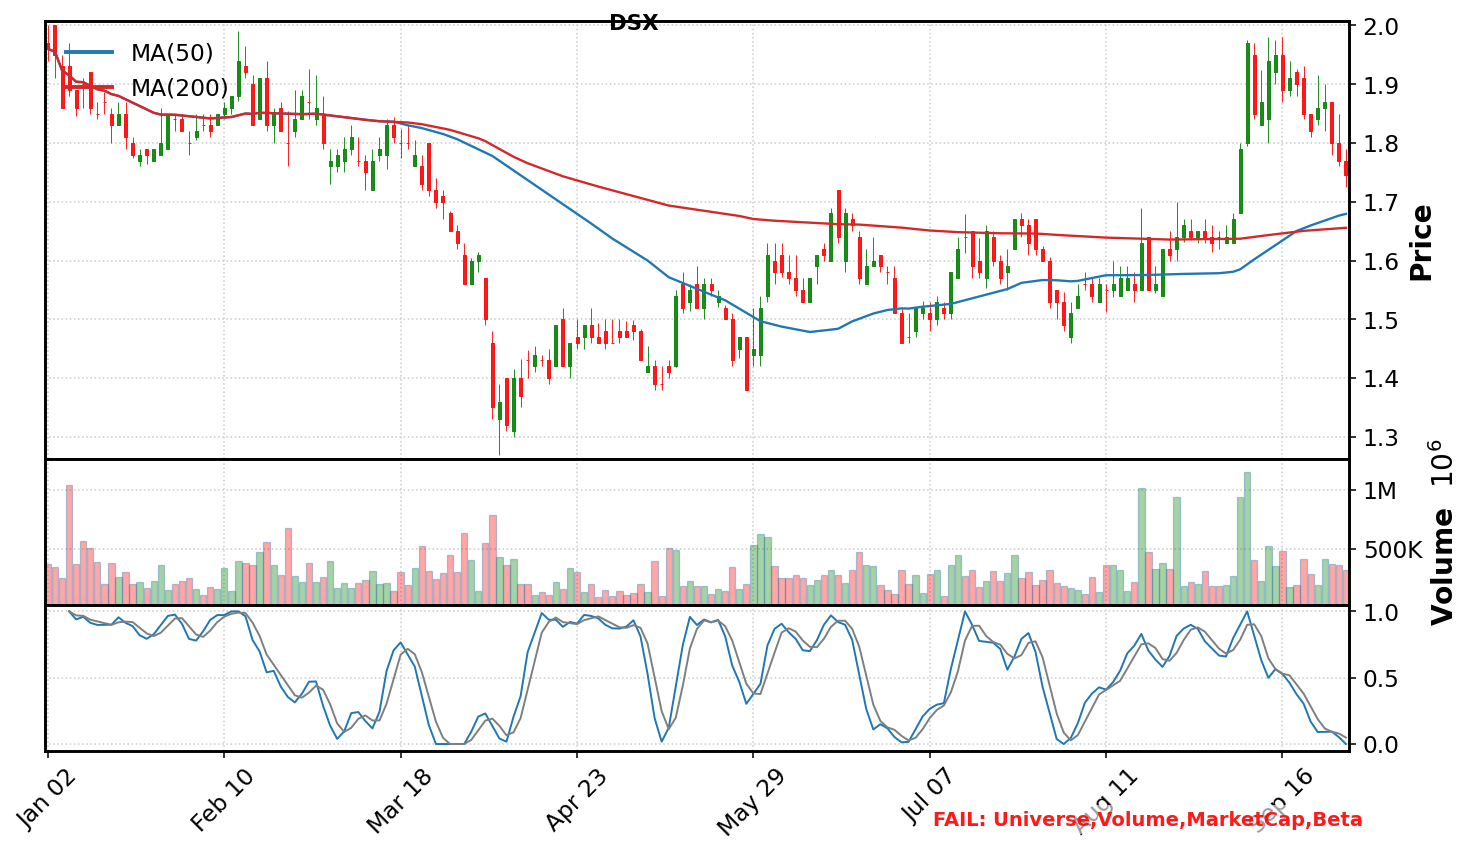 DSX
MA(50)
MA(200)
2.0
1.9
1.8
1.7
1.6
1.5
1.4
1.3
Price
1M
500K
Volume 10⁶
1.0
0.5
0.0
Jan 02
Feb 10
Mar 18
Apr 23
May 29
Jul 07
Aug 11
Sep 16
FAIL: Universe,Volume,MarketCap,Beta